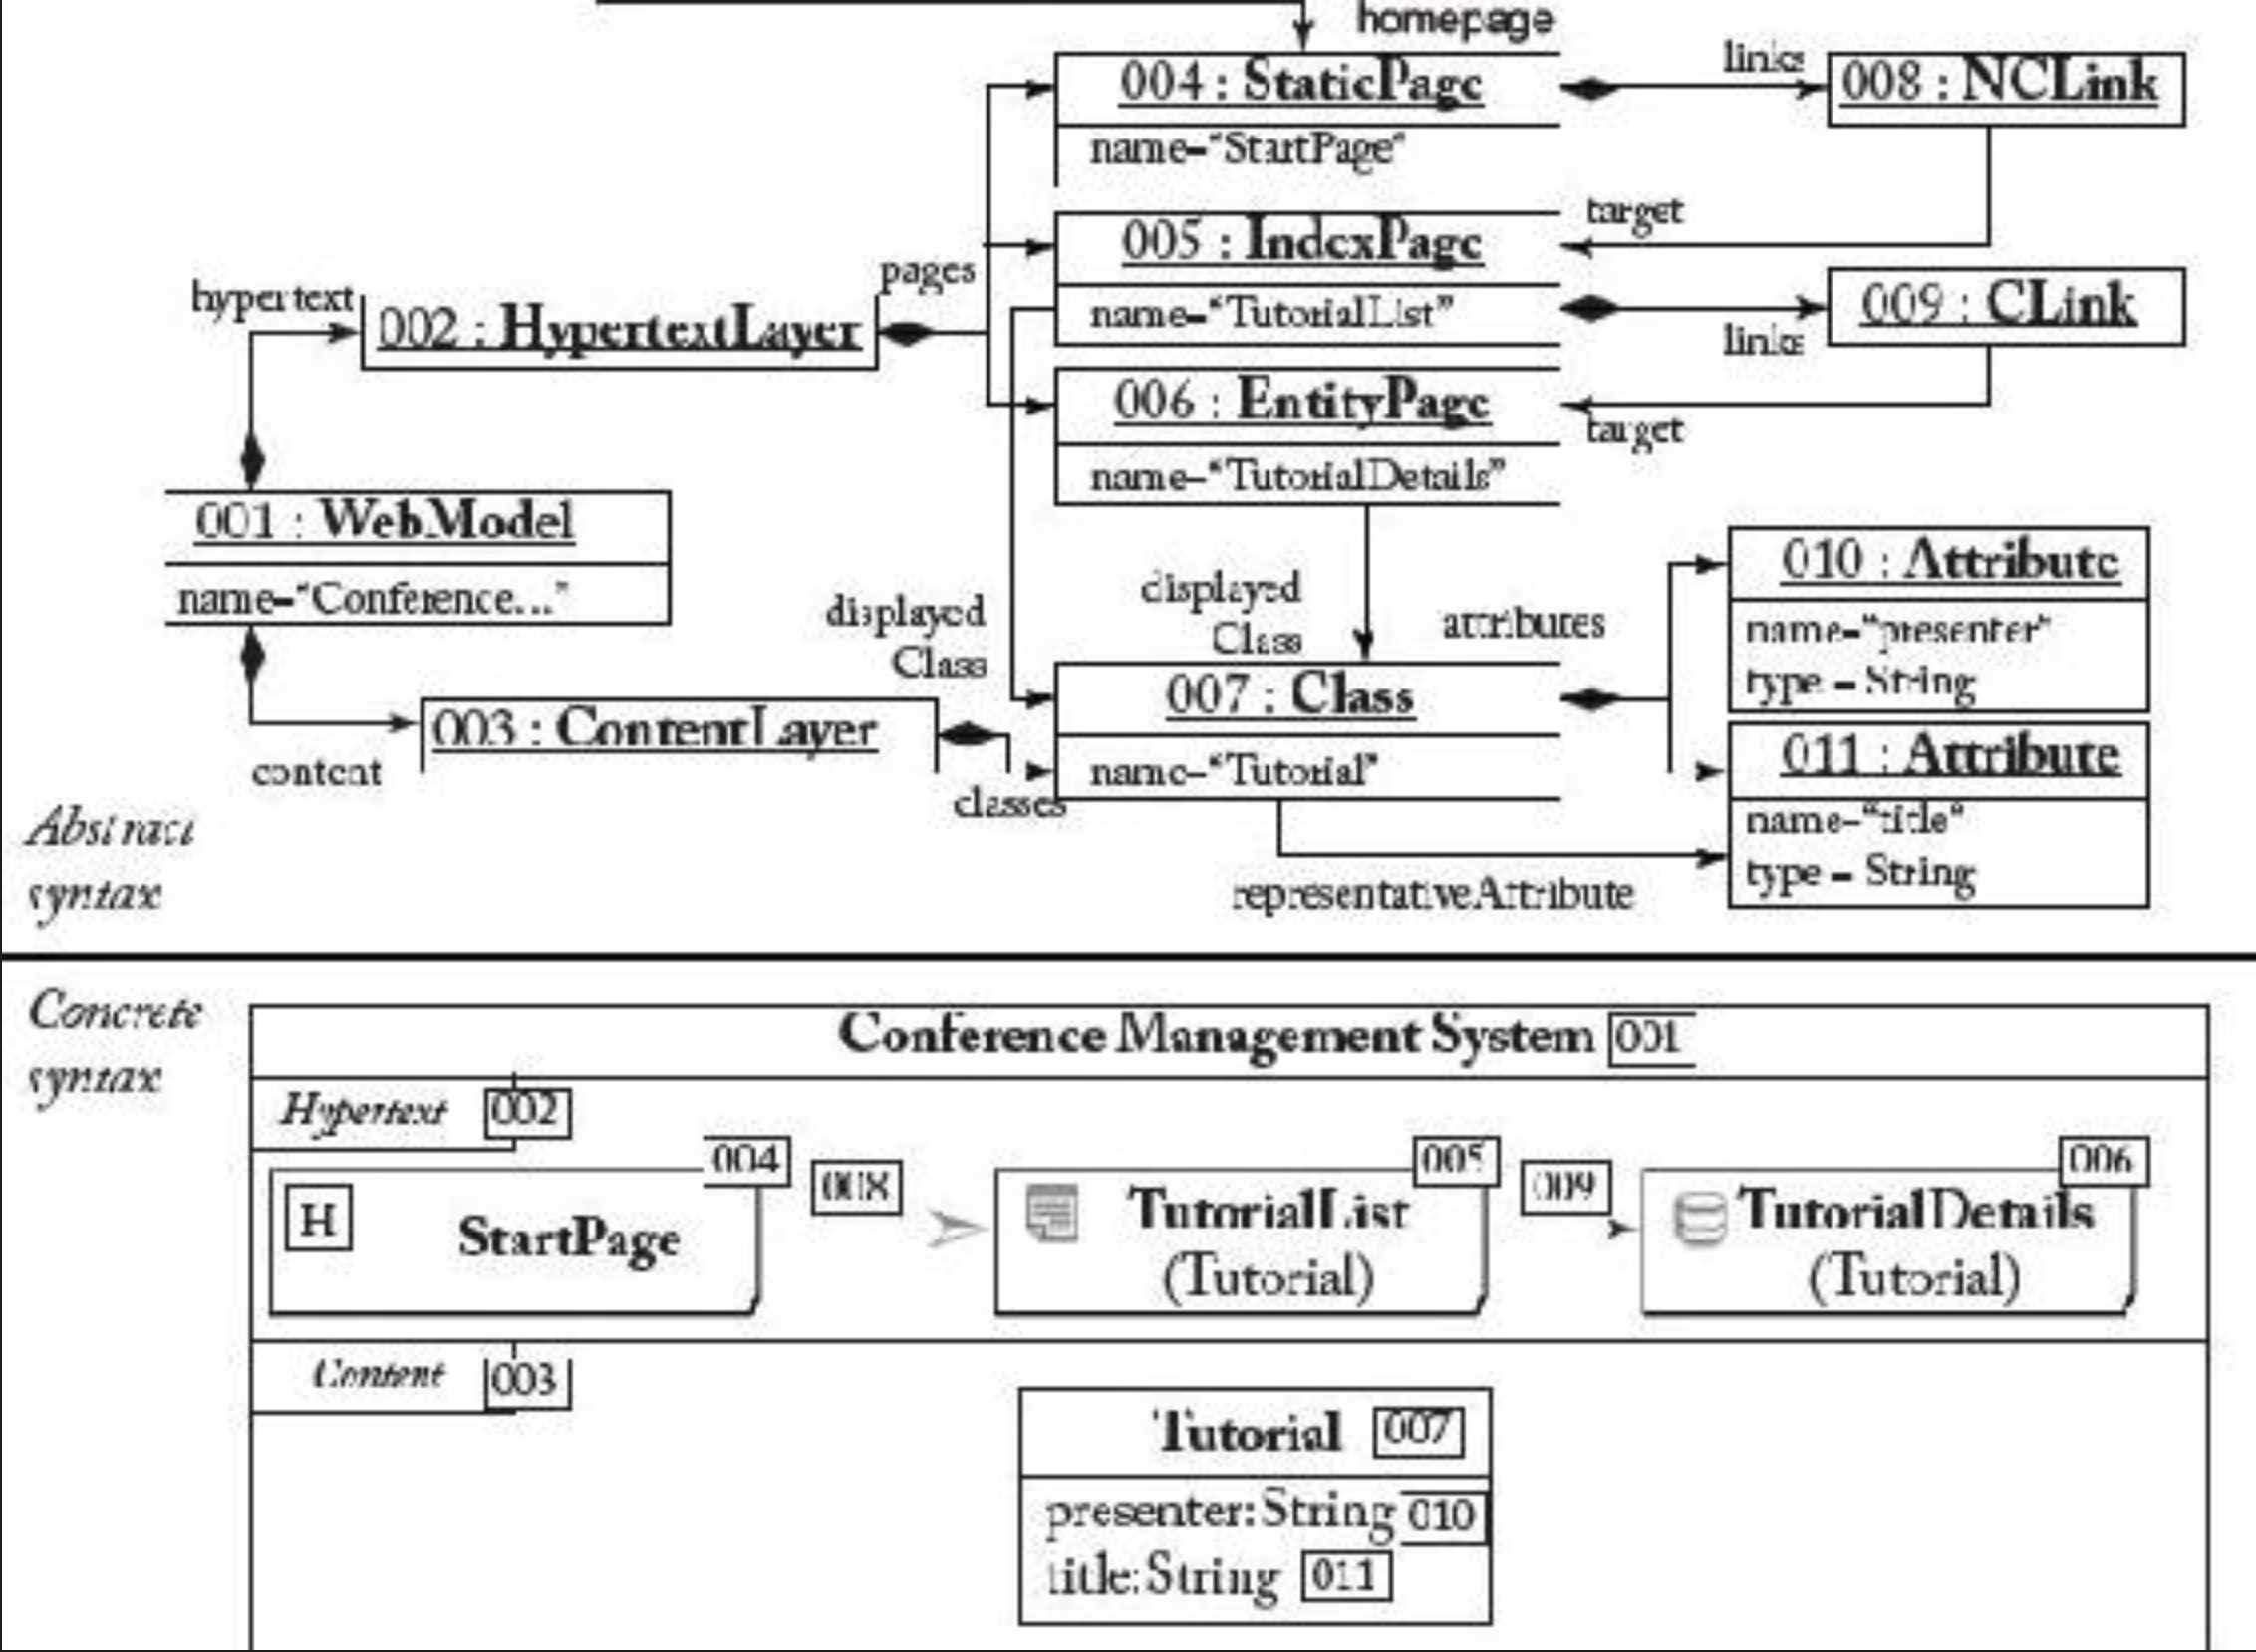 homepage
004 : StaticPage
links
008 : NCLink
name="StartPage"
target
005 : IndexPage
pages
hypertext
002 : HypertextLayer
name="TutorialList"
009 : CLink
links
006 : EntityPage
target
name="TutorialDetails"
001 : WebModel
name="Conference..."
010 : Attribute
displayed
Class
displayed
Class
attributes
name="presenter"
type = String
007 : Class
003 : ContentLayer
011 : Attribute
content
classes
name="Tutorial"
name="title"
type = String
representativeAttribute
Abstract
syntax
Concrete
syntax
Conference Management System 001
Hypertext 002
004
008
005
009
006
H
StartPage
TutorialList
(Tutorial)
TutorialDetails
(Tutorial)
Content 003
Tutorial 007
presenter:String 010
title:String 011